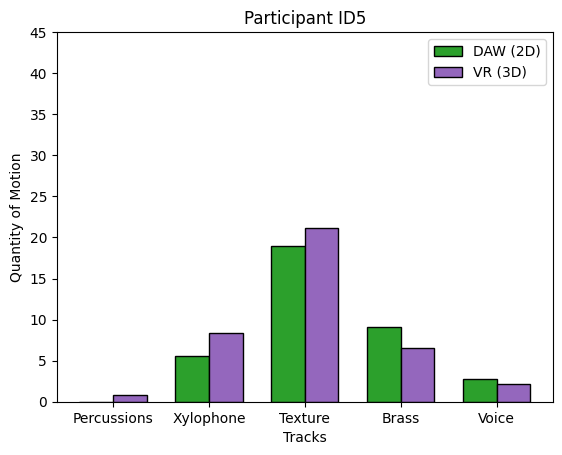 Participant ID5
DAW (2D)
VR (3D)
Quantity of Motion
45
40
35
30
25
20
15
10
5
0
Percussions Xylophone Texture Brass Voice
Tracks